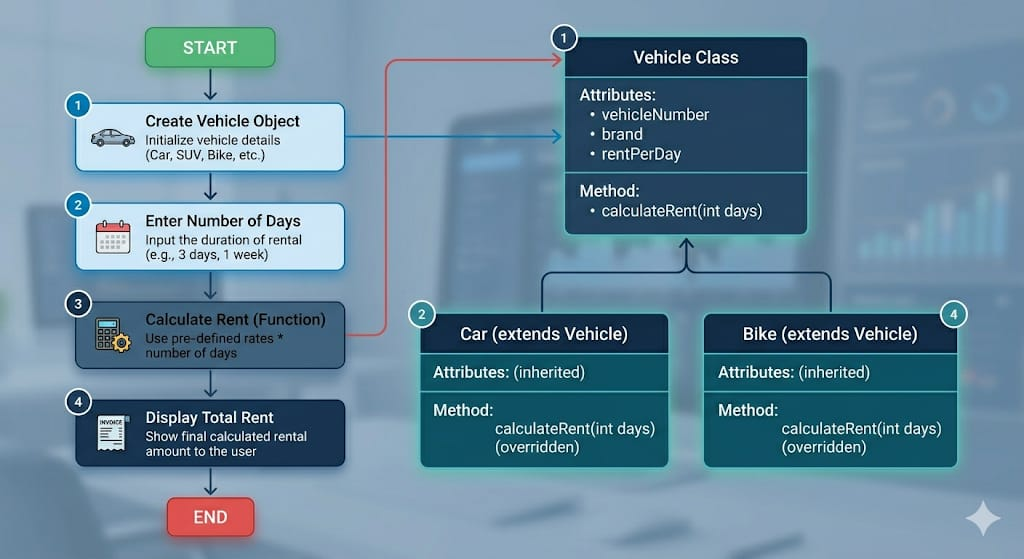 START
1
Create Vehicle Object
Initialize vehicle details
(Car, SUV, Bike, etc.)
2
Enter Number of Days
Input the duration of rental
(e.g., 3 days, 1 week)
3
Calculate Rent (Function)
Use pre-defined rates *
number of days
4
INVOICE
Display Total Rent
Show final calculated rental
amount to the user
END
1
Vehicle Class
Attributes:
• vehicleNumber
• brand
• rentPerDay
Method:
• calculateRent(int days)
2
Car (extends Vehicle)
Attributes: (inherited)
Method:
calculateRent(int days)
(overridden)
4
Bike (extends Vehicle)
Attributes: (inherited)
Method:
calculateRent(int days)
(overridden)